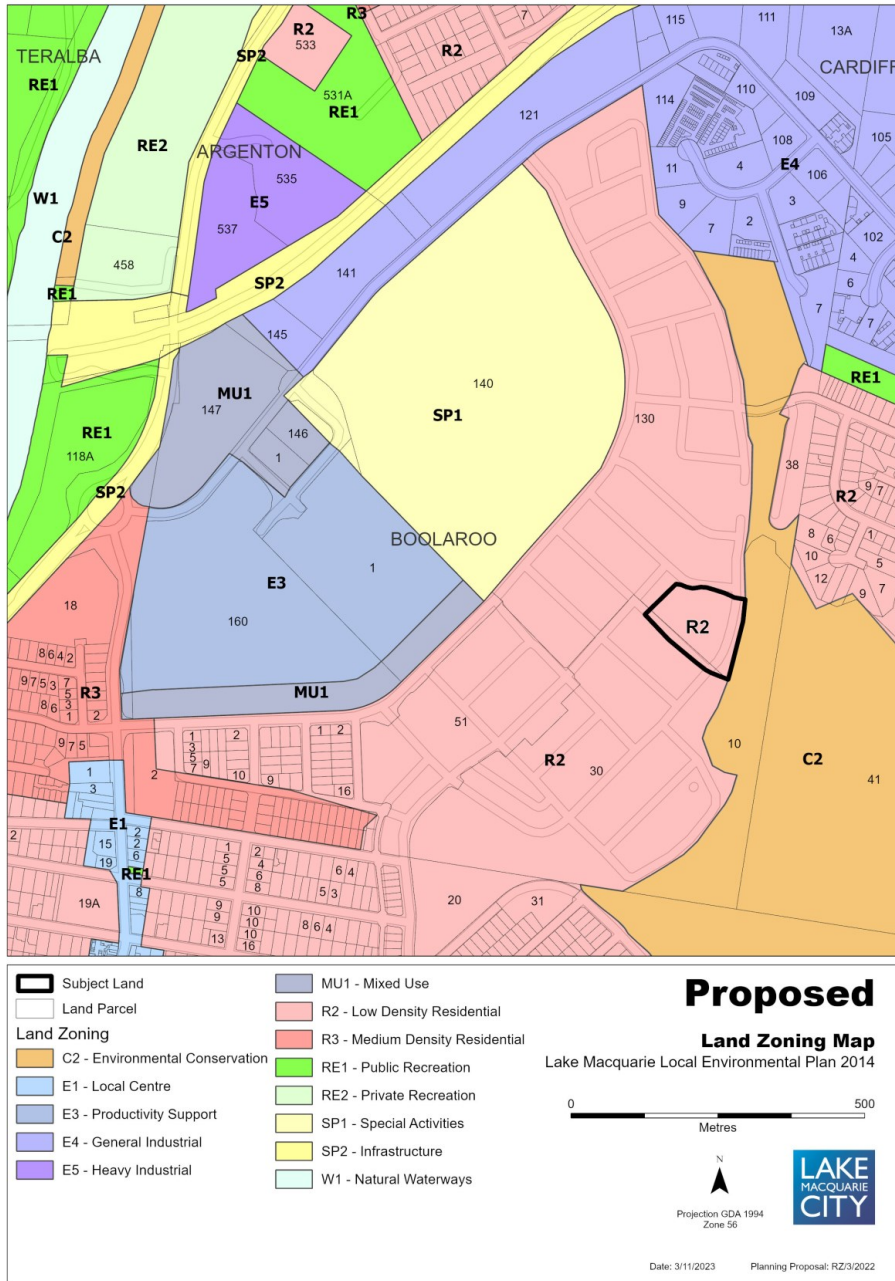 TERALBA
RE1
W1
C2
RE1
RE2
458
SP2
R2
533
R3
531A
RE1
R2
7
ARGENTON
E5
535
537
SP2
121
141
145
115
111
13A
CARDIFF
114
110
109
108
105
E4
11
4
106
9
3
7
2
102
4
6
7
7
RE1
MU1
147
146
1
140
SP1
130
RE1
118A
SP2
BOOLAROO
E3
1
160
MU1
38
R2
9 7
8 6
1
10
5
12
7
9
R2
18
8 6 4 2
9 7 5 3 7
5
8 6 3
1
R3
2
9 7 5
1
3
2
1
3
5
7 9
2
10
9
1 2
16
51
R2
30
10
C2
41
E1
2
15
2
19
6
RE1
8
2
19A
1
5
5
5
2
4
6
8
6 4
5 3
9
9
13
10
10
10
16
8 6 4
20
31
Subject Land
Land Parcel
Land Zoning
C2 - Environmental Conservation
E1 - Local Centre
E3 - Productivity Support
E4 - General Industrial
E5 - Heavy Industrial
MU1 - Mixed Use
R2 - Low Density Residential
R3 - Medium Density Residential
RE1 - Public Recreation
RE2 - Private Recreation
SP1 - Special Activities
SP2 - Infrastructure
W1 - Natural Waterways
Proposed
Land Zoning Map
Lake Macquarie Local Environmental Plan 2014
0 500
Metres
N
Projection GDA 1994
Zone 56
LAKE
MACQUARIE
CITY
Date: 3/11/2023 Planning Proposal: RZ/3/2022